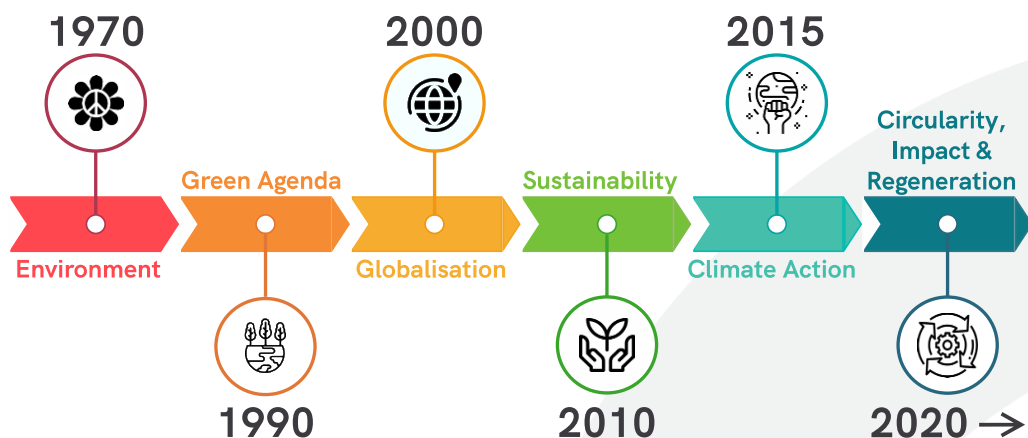 1970
Environment
Green Agenda
1990
2000
Globalisation
Sustainability
2010
2015
Climate Action
Circularity,
Impact &
Regeneration
2020